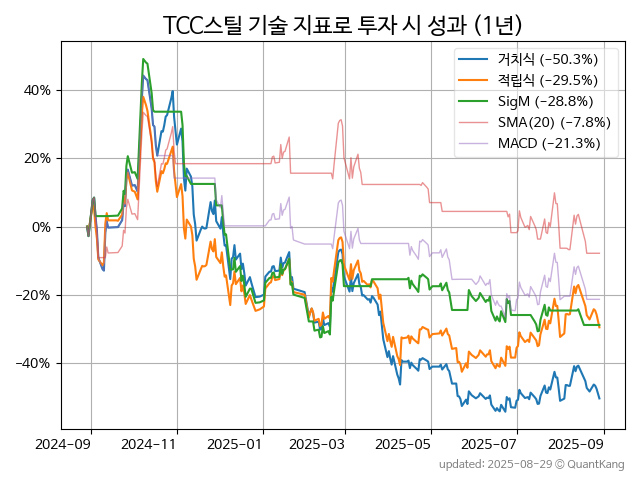 TCC스틸 기술 지표로 투자 시 성과 (1년)
거치식 (-50.3%)
적립식 (-29.5%)
SigM (-28.8%)
SMA(20) (-7.8%)
MACD (-21.3%)
40%
20%
0%
-20%
-40%
2024-09 2024-11 2025-01 2025-03 2025-05 2025-07 2025-09
updated: 2025-08-29 © QuantKang